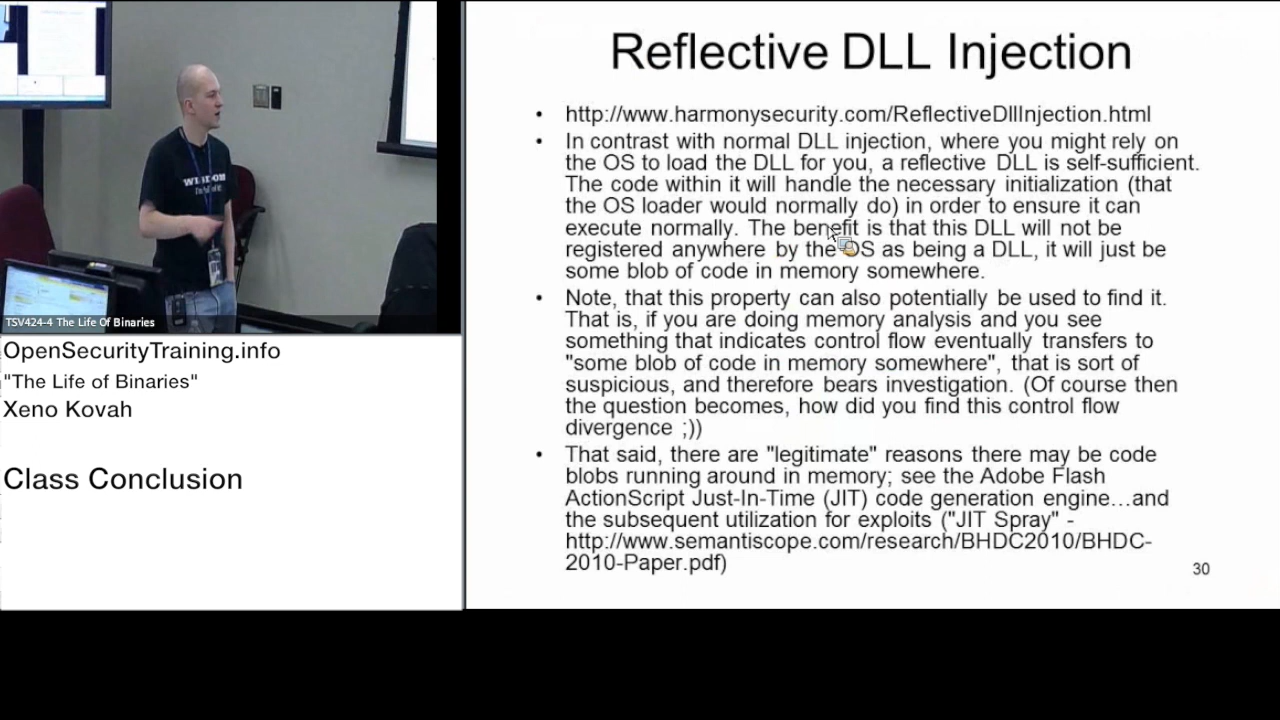 WISDOM
TSV424-4 The Life Of Binaries
OpenSecurityTraining.info
"The Life of Binaries"
Xeno Kovah
Class Conclusion
Reflective DLL Injection
• http://www.harmonysecurity.com/ReflectiveDllInjection.html
• In contrast with normal DLL injection, where you might rely on
the OS to load the DLL for you, a reflective DLL is self-sufficient.
The code within it will handle the necessary initialization (that
the OS loader would normally do) in order to ensure it can
execute normally. The benefit is that this DLL will not be
registered anywhere by the OS as being a DLL, it will just be
some blob of code in memory somewhere.
• Note, that this property can also potentially be used to find it.
That is, if you are doing memory analysis and you see
something that indicates control flow eventually transfers to
"some blob of code in memory somewhere", that is sort of
suspicious, and therefore bears investigation. (Of course then
the question becomes, how did you find this control flow
divergence ;))
• That said, there are "legitimate" reasons there may be code
blobs running around in memory; see the Adobe Flash
ActionScript Just-In-Time (JIT) code generation engine...and
the subsequent utilization for exploits ("JIT Spray" -
http://www.semantiscope.com/research/BHDC2010/BHDC-
2010-Paper.pdf)
30